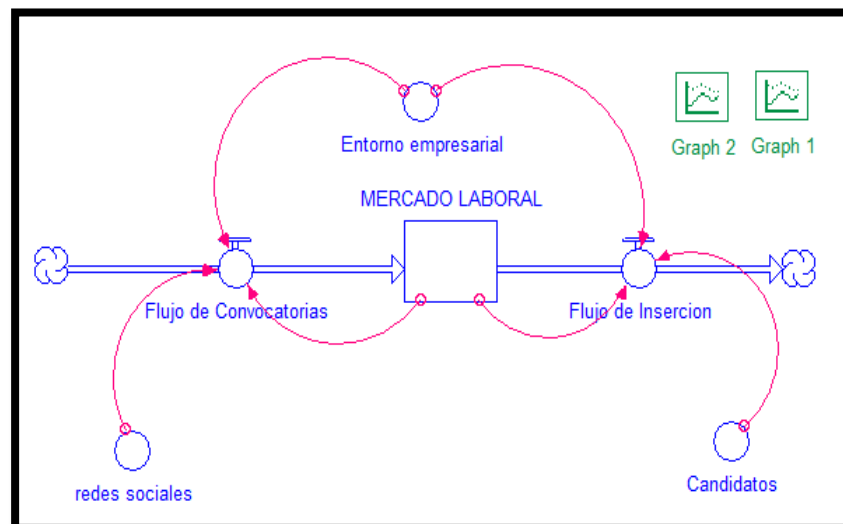 Entorno empresarial
Graph 2
Graph 1
MERCADO LABORAL
Flujo de Convocatorias
Flujo de Insercion
redes sociales
Candidatos